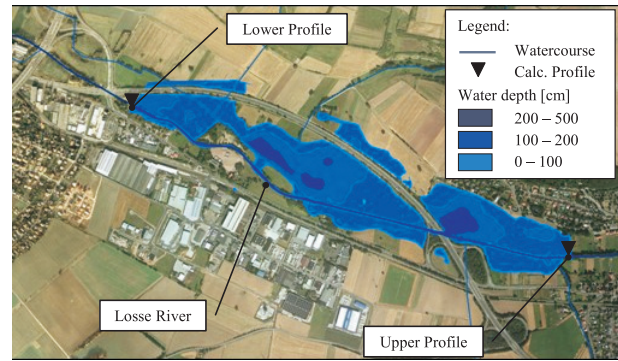 Lower Profile
Legend:
Watercourse
Calc. Profile
Water depth [cm]
200 – 500
100 – 200
0 – 100
Losse River
Upper Profile